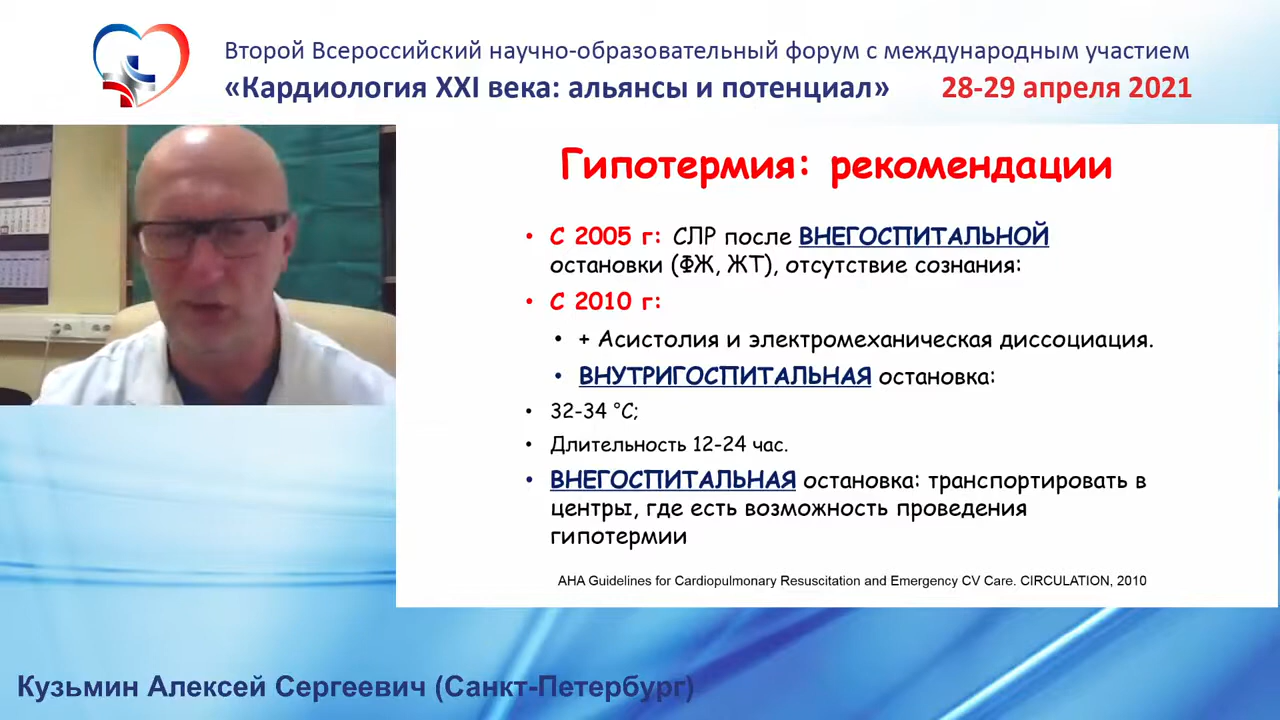 Второй Всероссийский научно-образовательный форум с международным участием
«Кардиология XXI века: альянсы и потенциал» 28-29 апреля 2021
Гипотермия: рекомендации
• С 2005 г: СЛР после ВНЕГОСПИТАЛЬНОЙ
остановки (ФЖ, ЖТ), отсутствие сознания:
• С 2010 г:
• + Асистолия и электромеханическая диссоциация.
• ВНУТРИГОСПИТАЛЬНАЯ остановка:
• 32-34 °C;
• Длительность 12-24 час.
• ВНЕГОСПИТАЛЬНАЯ остановка: транспортировать в
центры, где есть возможность проведения
гипотермии
AHA Guidelines for Cardiopulmonary Resuscitation and Emergency CV Care. CIRCULATION, 2010
Кузьмин Алексей Сергеевич (Санкт-Петербург)